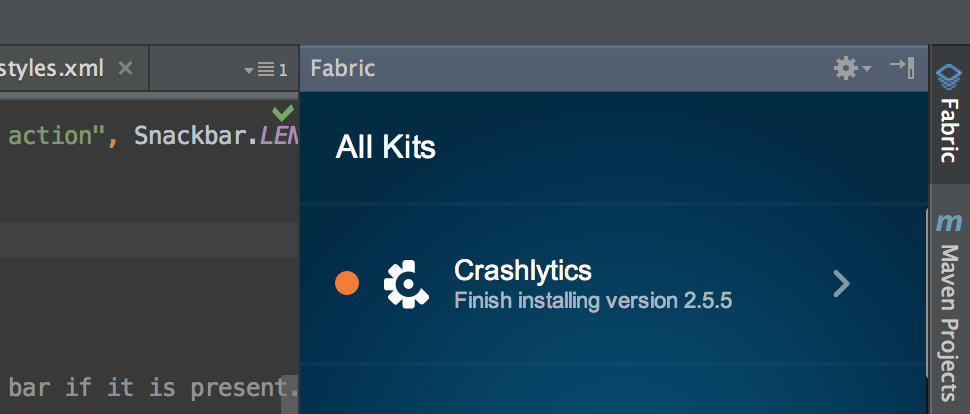 styles.xml
1
Fabric
action", Snackbar.LEN
All Kits
Crashlytics
Finish installing version 2.5.5
bar if it is present.
Fabric
m
Maven Projects